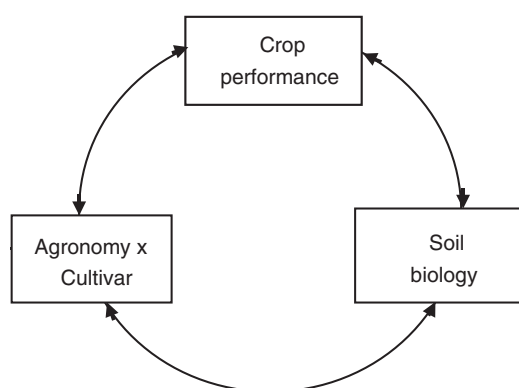 Crop
performance
Agronomy x
Cultivar
Soil
biology